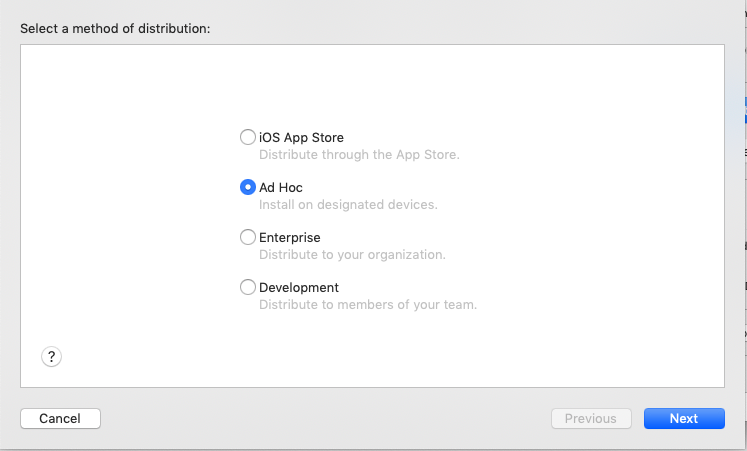 Select a method of distribution:
iOS App Store
Distribute through the App Store.
Ad Hoc
Install on designated devices.
Enterprise
Distribute to your organization.
Development
Distribute to members of your team.
?
Cancel
Previous
Next